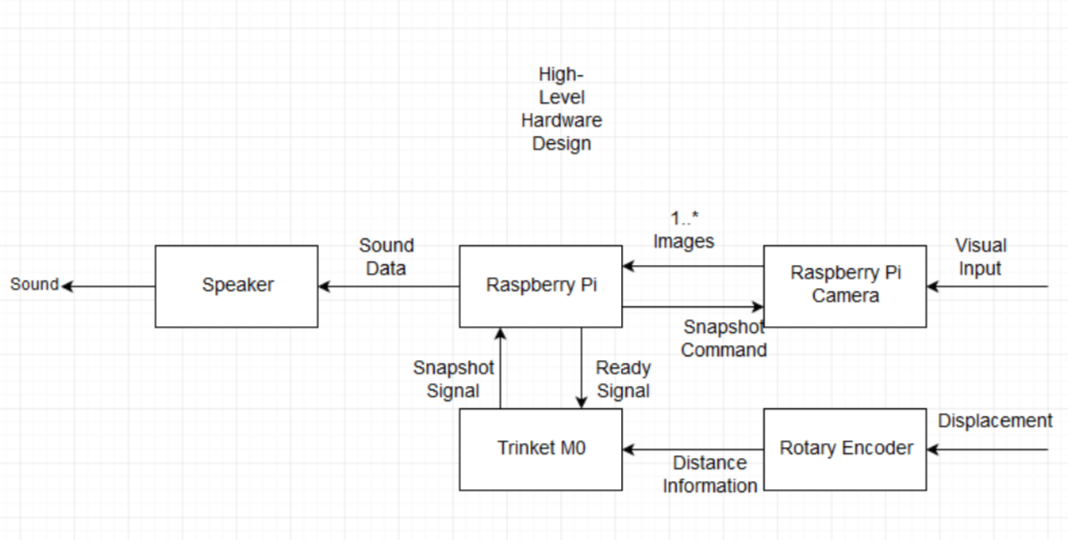 High-
Level
Hardware
Design
1..*
Images
Sound
Data
Visual
Input
Sound
Speaker
Raspberry Pi
Raspberry Pi
Camera
Snapshot
Command
Snapshot
Signal
Ready
Signal
Trinket M0
Distance
Information
Rotary Encoder
Displacement